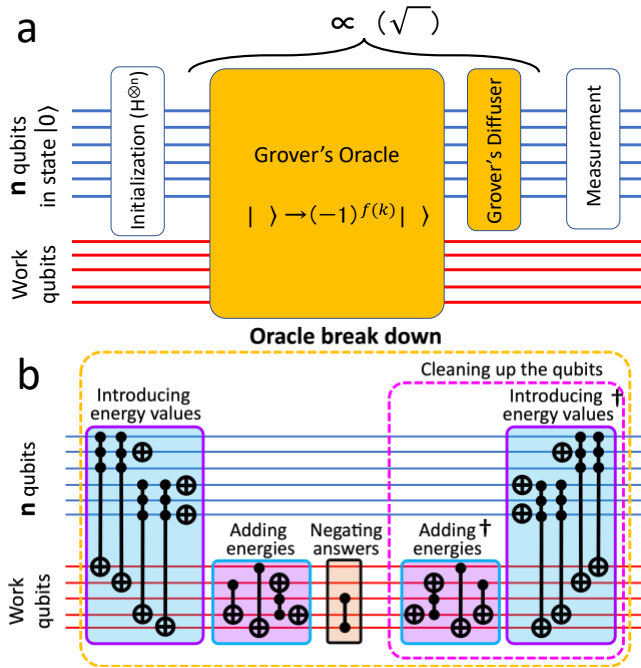 a
∝ (√ )
n qubits
in state |0⟩
Initialization (H⊗n)
Grover's Oracle
| ⟩→(−1)^f(k)| ⟩
Grover's Diffuser
Measurement
Work
qubits
Oracle break down
b
Cleaning up the qubits
Introducing
energy values
Introducing †
energy values
n qubits
Adding
energies
Negating
answers
Adding †
energies
Work
qubits